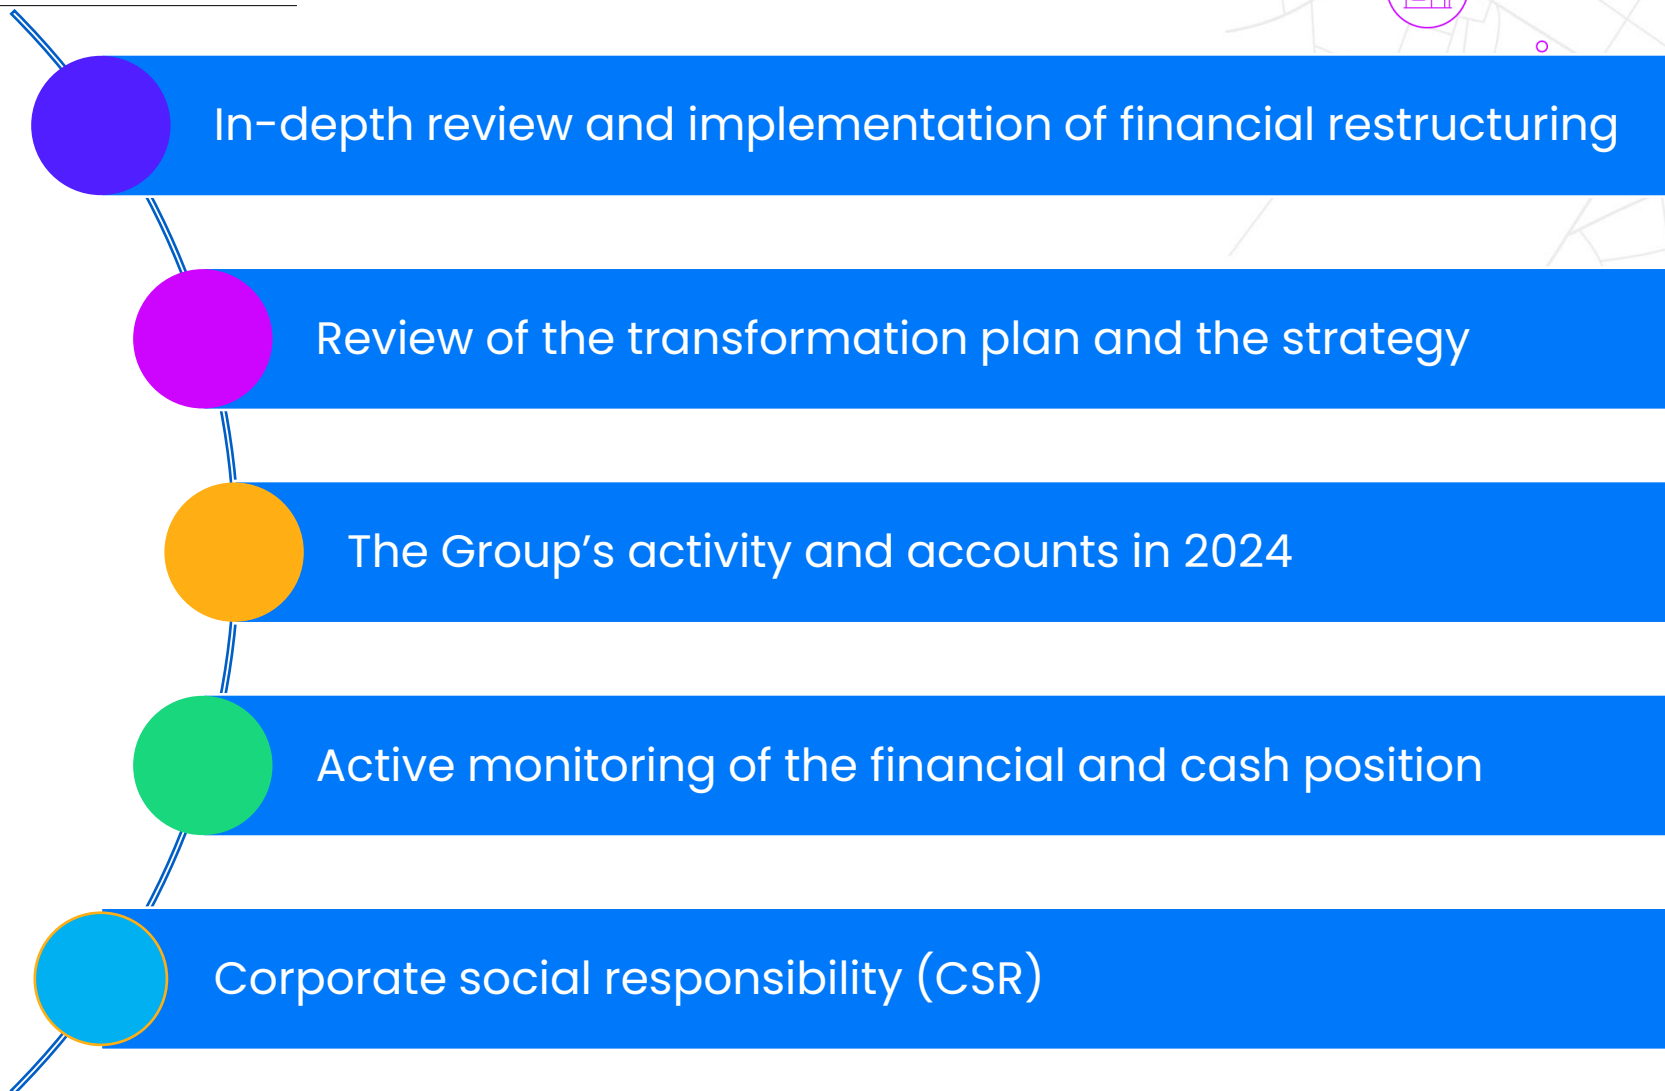 In-depth review and implementation of financial restructuring
Review of the transformation plan and the strategy
The Group’s activity and accounts in 2024
Active monitoring of the financial and cash position
Corporate social responsibility (CSR)